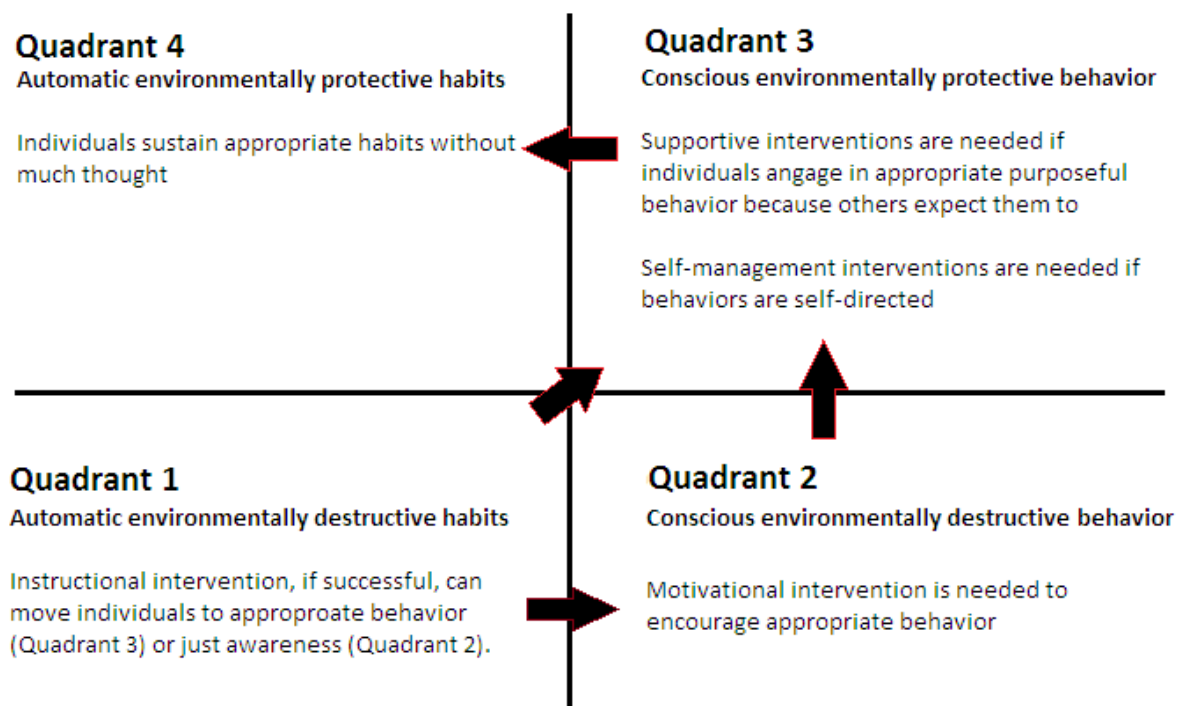 Quadrant 4
Automatic environmentally protective habits
Individuals sustain appropriate habits without
much thought
Quadrant 3
Conscious environmentally protective behavior
Supportive interventions are needed if
individuals angage in appropriate purposeful
behavior because others expect them to
Self-management interventions are needed if
behaviors are self-directed
Quadrant 1
Automatic environmentally destructive habits
Instructional intervention, if successful, can
move individuals to approproate behavior
(Quadrant 3) or just awareness (Quadrant 2).
Quadrant 2
Conscious environmentally destructive behavior
Motivational intervention is needed to
encourage appropriate behavior